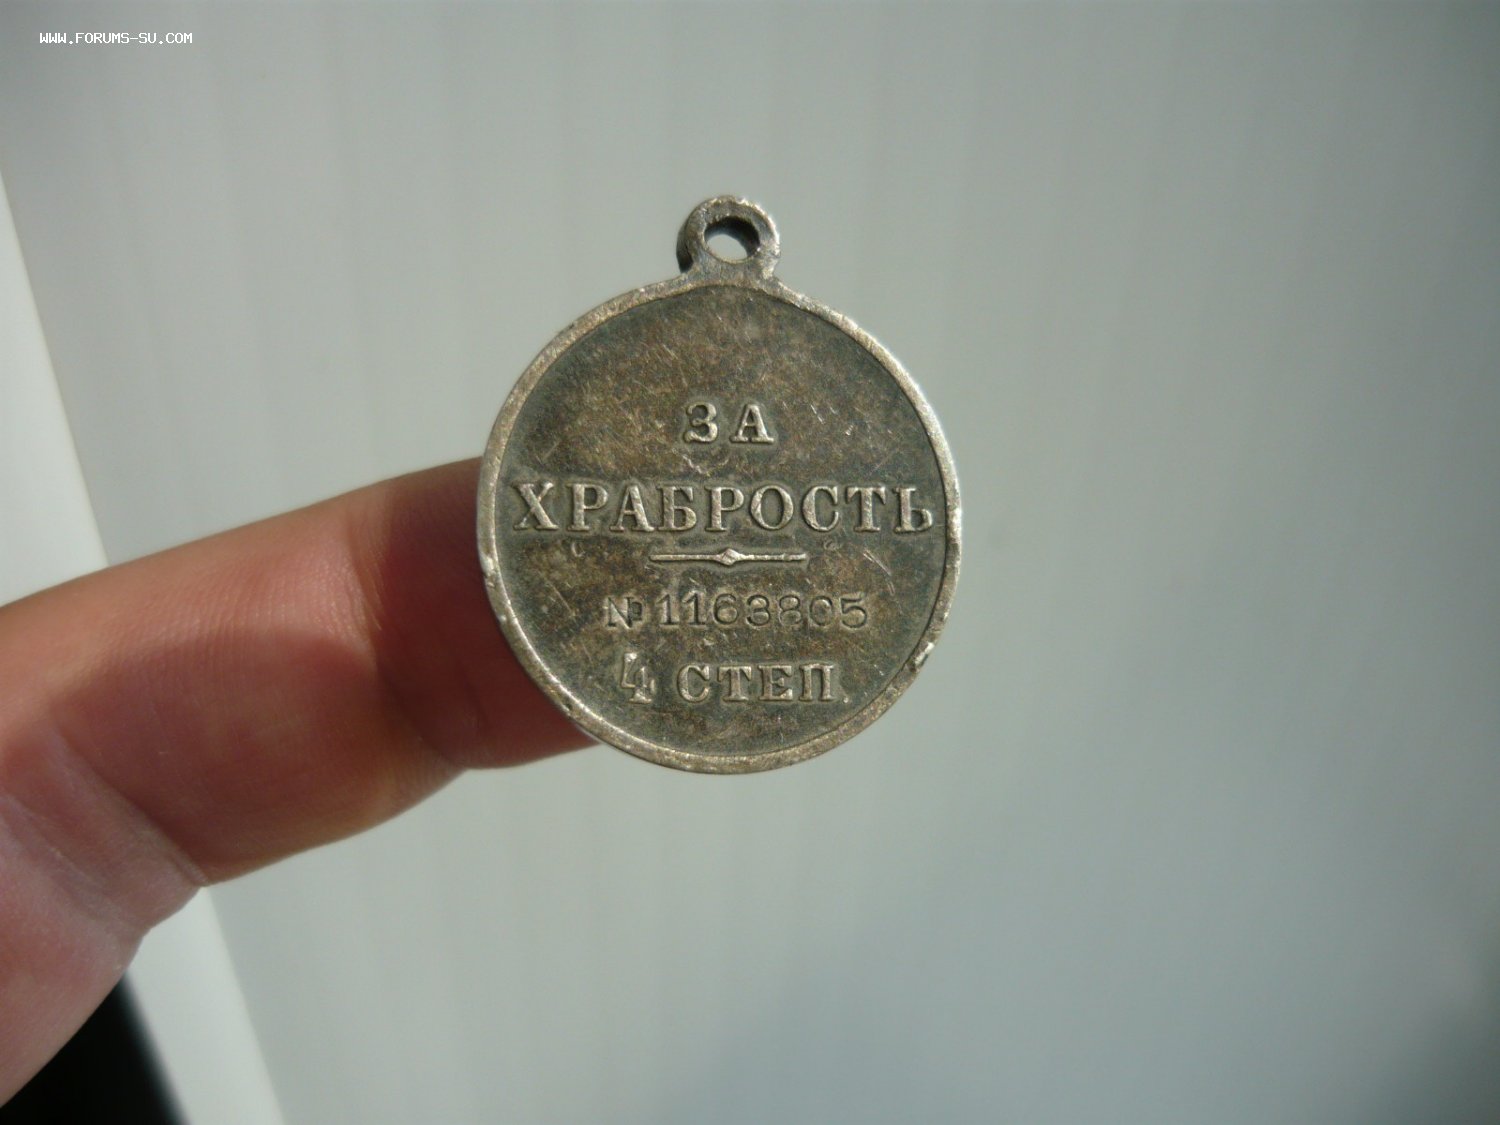 WWW.FORUMS-SU.COM
ЗА
ХРАБРОСТЬ
№ 1163805
4 СТЕП.